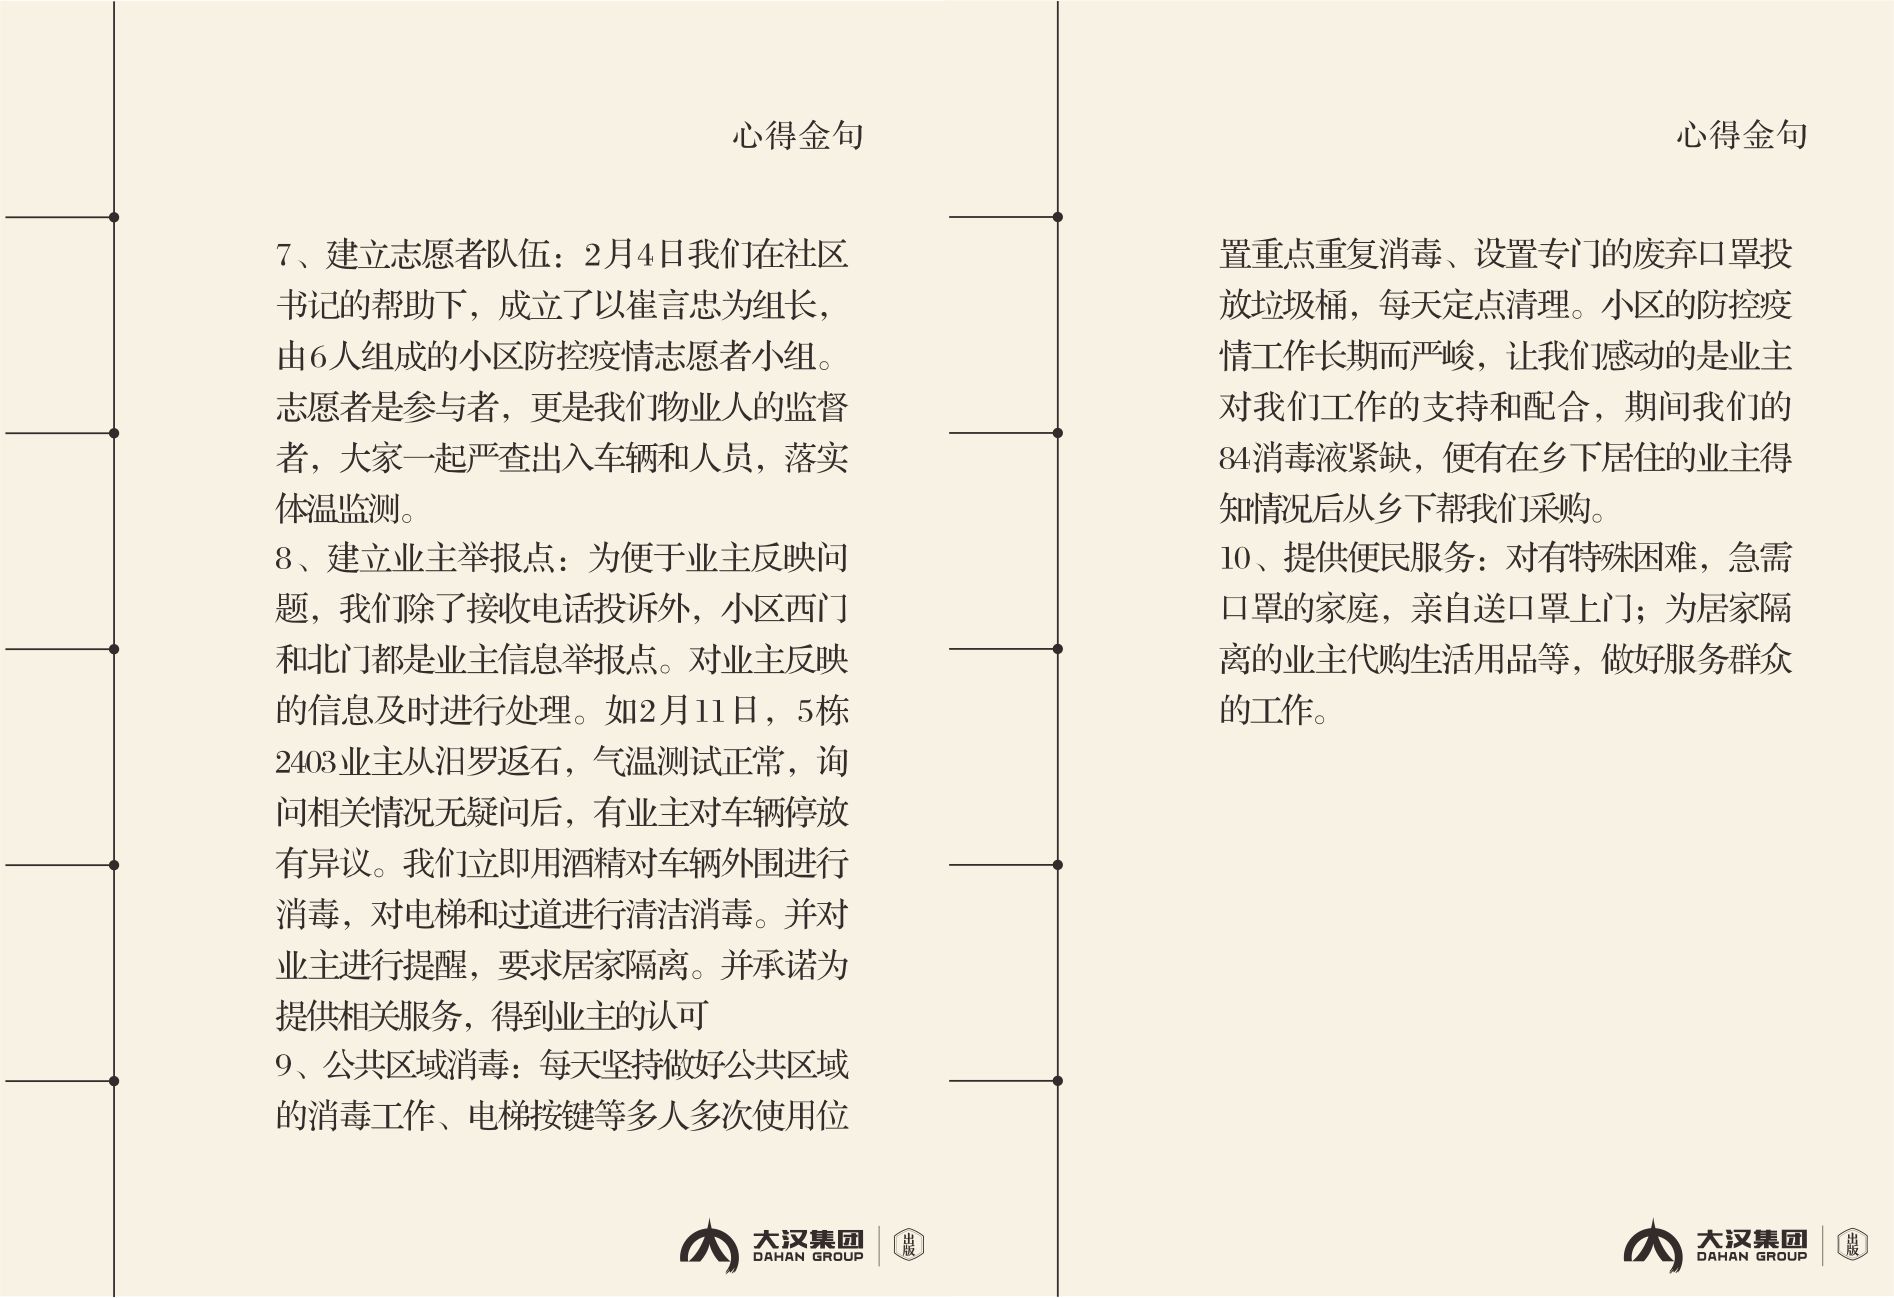 心得金句
7、建立志愿者队伍：2月4日我们在社区
书记的帮助下，成立了以崔言忠为组长，
由6人组成的小区防控疫情志愿者小组。
志愿者是参与者，更是我们物业人的监督
者，大家一起严查出入车辆和人员，落实
体温监测。
8、建立业主举报点：为便于业主反映问
题，我们除了接收电话投诉外，小区西门
和北门都是业主信息举报点。对业主反映
的信息及时进行处理。如2月11日，5栋
2403业主从汨罗返石，气温测试正常，询
问相关情况无疑问后，有业主对车辆停放
有异议。我们立即用酒精对车辆外围进行
消毒，对电梯和过道进行清洁消毒。并对
业主进行提醒，要求居家隔离。并承诺为
提供相关服务，得到业主的认可
9、公共区域消毒：每天坚持做好公共区域
的消毒工作、电梯按键等多人多次使用位
大汉集团
DAHAN GROUP
出版
心得金句
置重点重复消毒、设置专门的废弃口罩投
放垃圾桶，每天定点清理。小区的防控疫
情工作长期而严峻，让我们感动的是业主
对我们工作的支持和配合，期间我们的
84消毒液紧缺，便有在乡下居住的业主得
知情况后从乡下帮我们采购。
10、提供便民服务：对有特殊困难，急需
口罩的家庭，亲自送口罩上门；为居家隔
离的业主代购生活用品等，做好服务群众
的工作。
大汉集团
DAHAN GROUP
出版